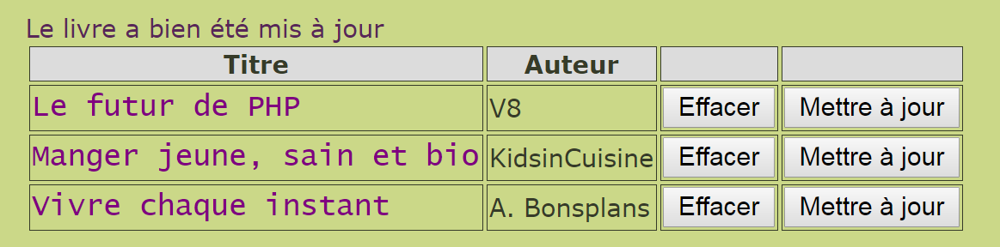 Le livre a bien été mis à jour
Titre Auteur
Le futur de PHP V8 Effacer Mettre à jour
Manger jeune, sain et bio KidsinCuisine Effacer Mettre à jour
Vivre chaque instant A. Bonsplans Effacer Mettre à jour